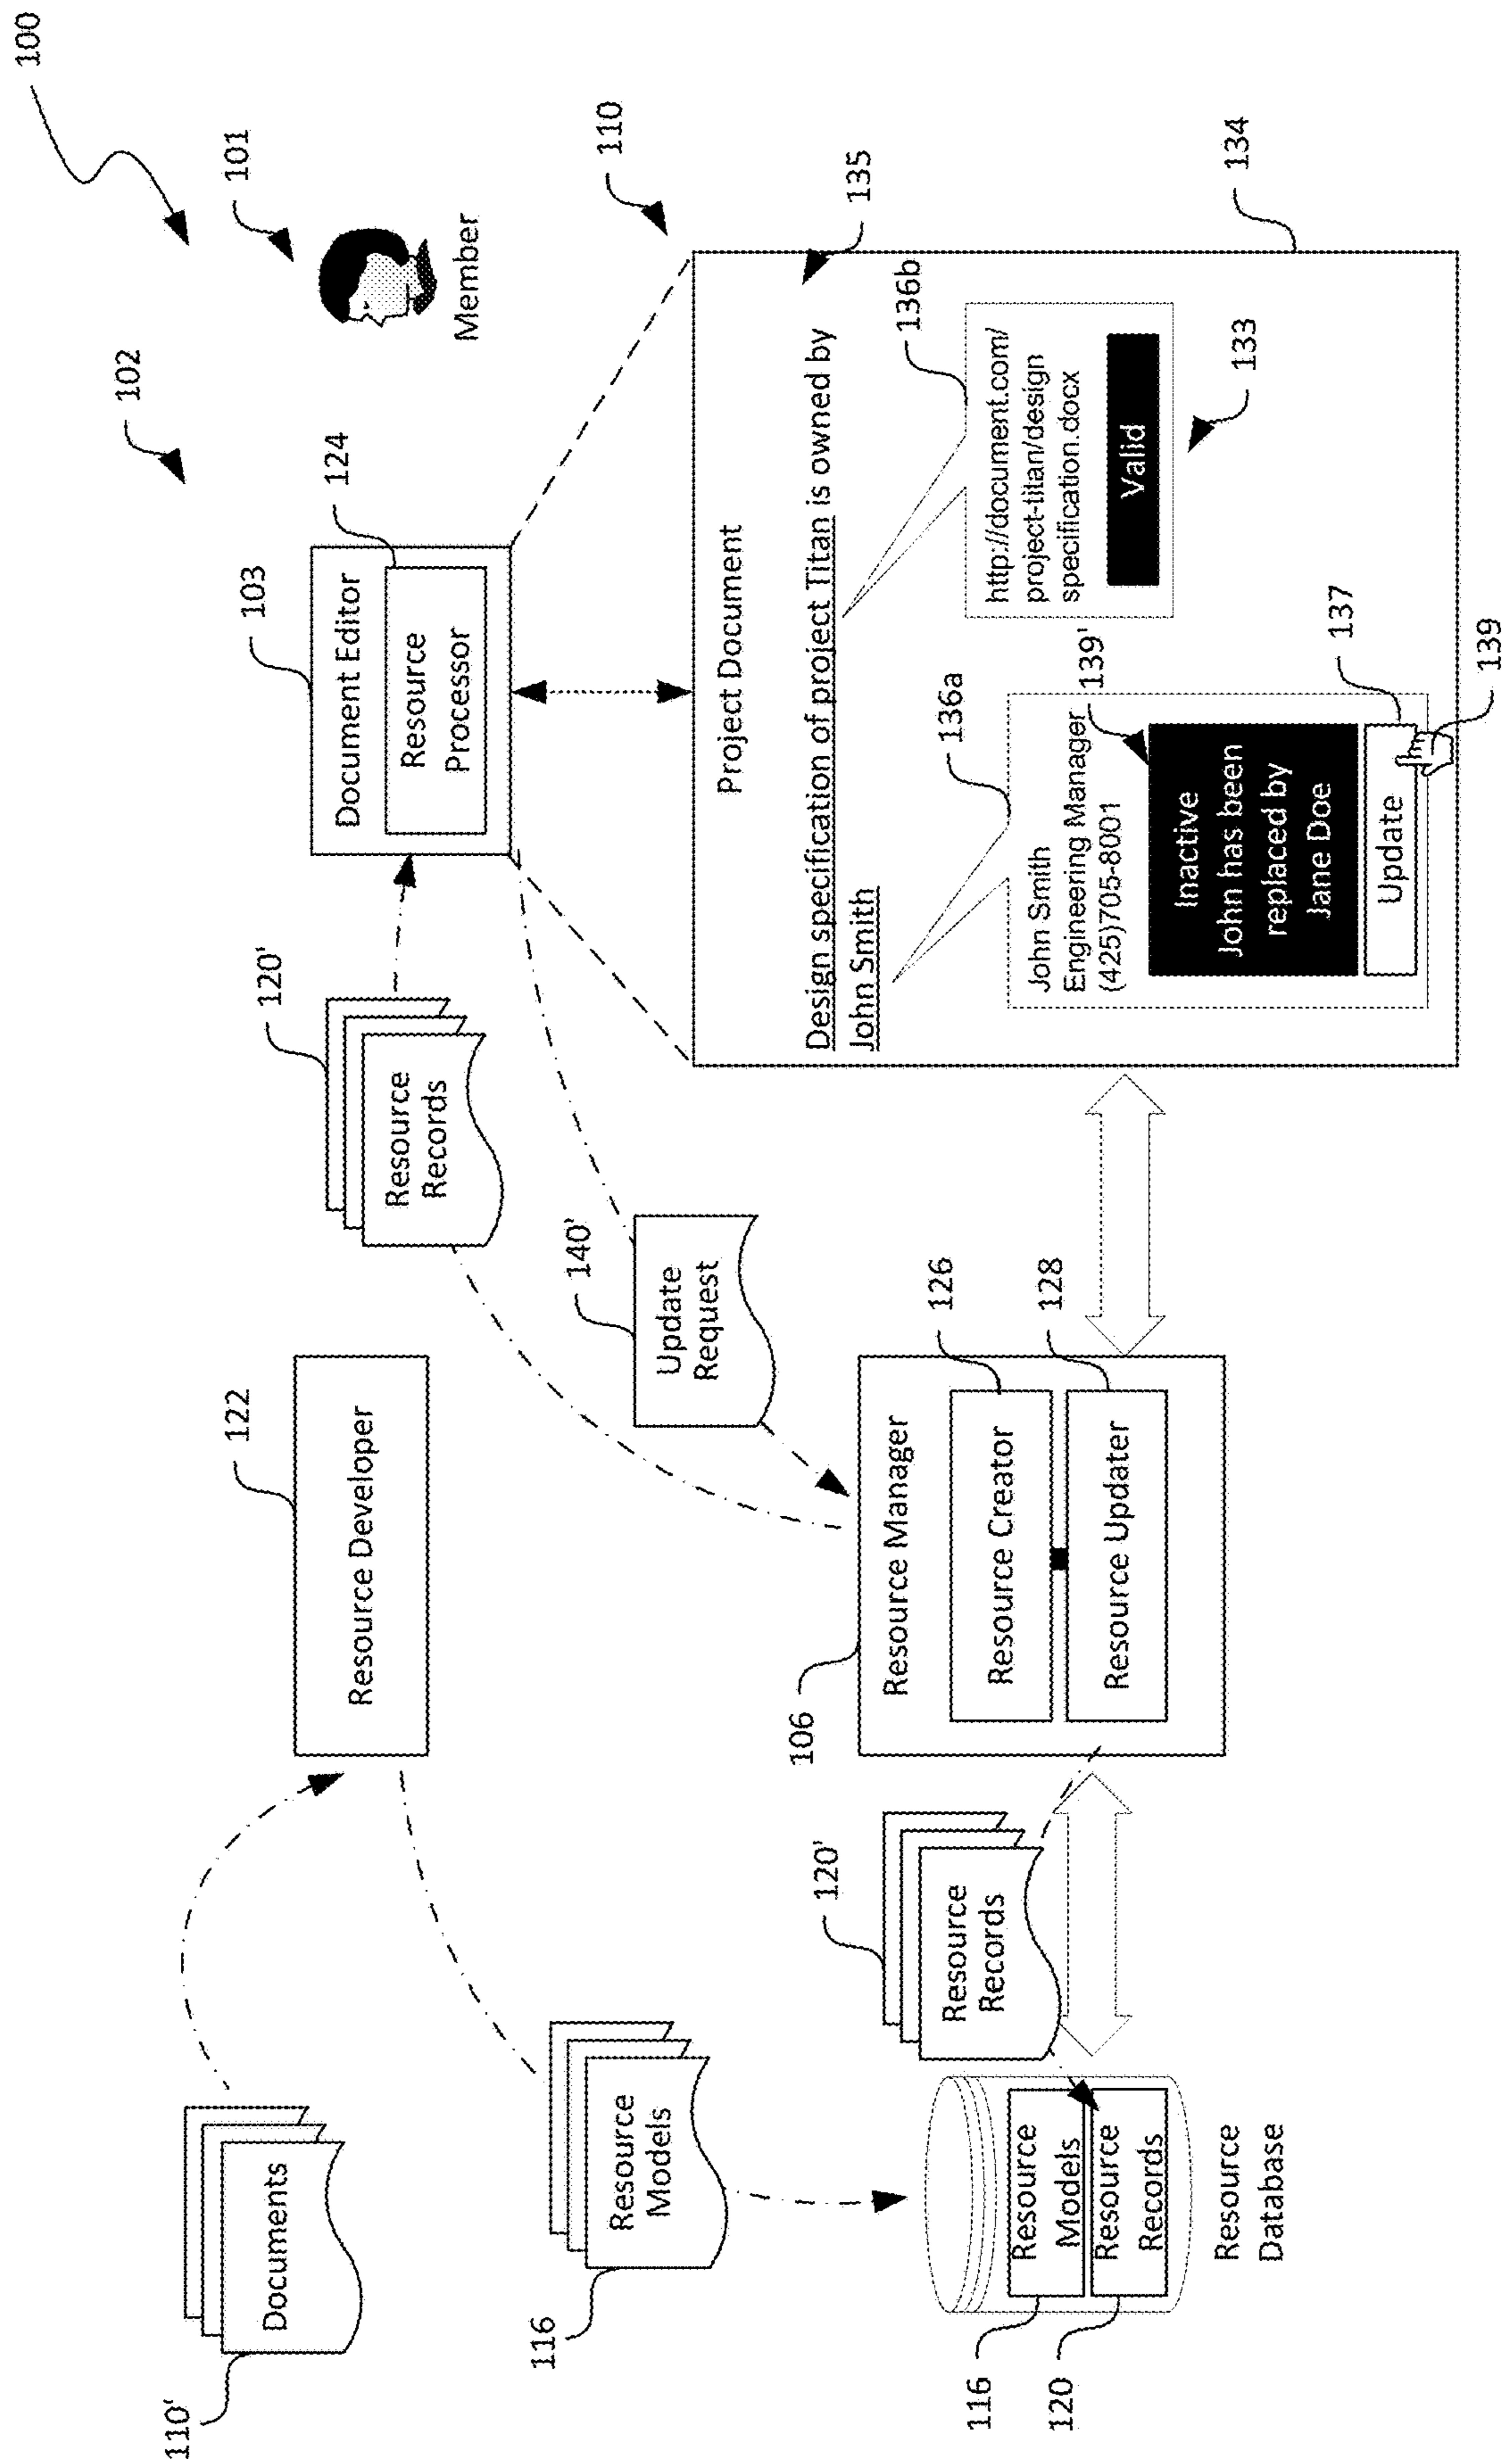 100
102
101
Member
103
Document Editor
124
Resource
Processor
120'
Resource
Records
122
Resource Developer
110'
Documents
116
Resource
Models
140'
Update
Request
110
Project Document
135
Design specification of project Titan is owned by
John Smith
136a
John Smith
Engineering Manager
(425)705-8001
139'
Inactive
John has been
replaced by
Jane Doe
Update
137
139
136b
http://document.com/
project-titan/design
specification.docx
Valid
133
134
106
Resource Manager
126
Resource Creator
128
Resource Updater
120'
Resource
Records
Resource
Models
116
Resource
Records
120
Resource
Database